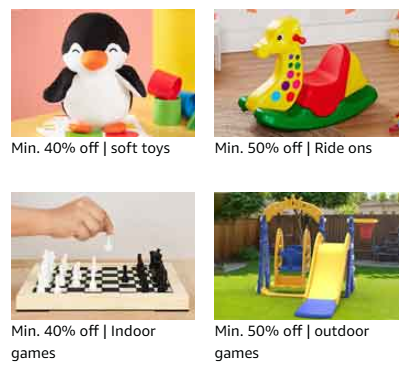 Min. 40% off | soft toys
Min. 50% off | Ride ons
Min. 40% off | Indoor
games
Min. 50% off | outdoor
games